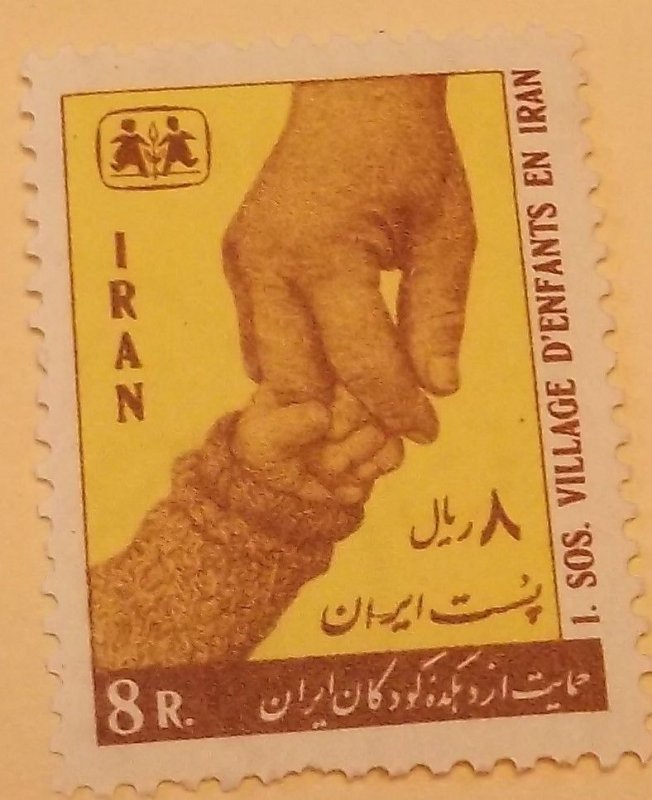 IRAN
1. SOS. VILLAGE D'ENFANTS EN IRAN
۸ ریال
پست ایران
8 R.
حمایت از دهکدهٔ کودکان ایران